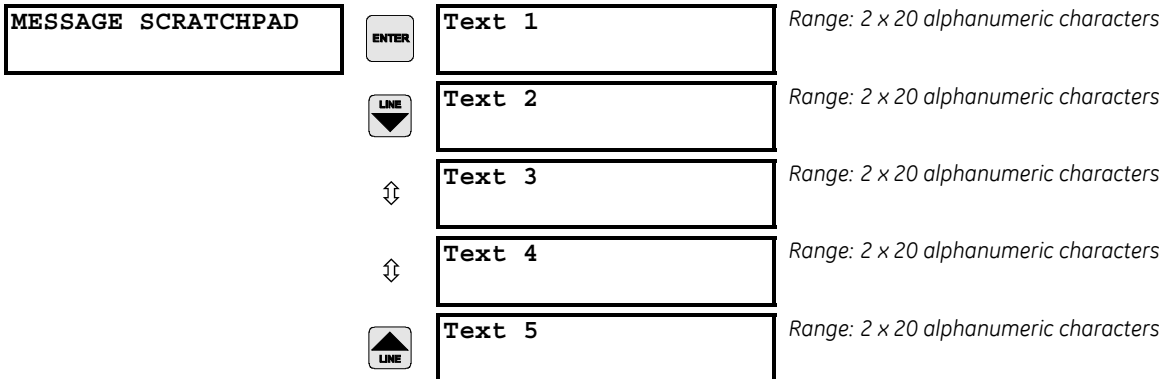 MESSAGE SCRATCHPAD
ENTER
Text 1
Range: 2 x 20 alphanumeric characters
LINE
Text 2
Range: 2 x 20 alphanumeric characters
Text 3
Range: 2 x 20 alphanumeric characters
Text 4
Range: 2 x 20 alphanumeric characters
LINE
Text 5
Range: 2 x 20 alphanumeric characters